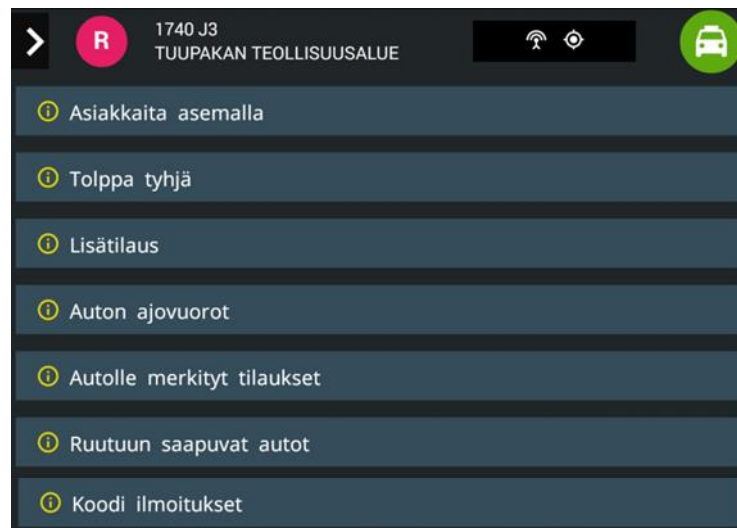 R
1740 J3
TUUPAKAN TEOLLISUUSALUE
Asiakkaita asemalla
Tolppa tyhjä
Lisätilaus
Auton ajovuorot
Autolle merkityt tilaukset
Ruutuun saapuvat autot
Koodi ilmoitukset